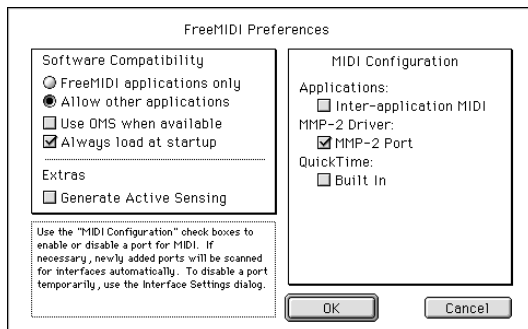 FreeMIDI Preferences
Software Compatibility
FreeMIDI applications only
Allow other applications
Use OMS when available
Always load at startup
Extras
Generate Active Sensing
Use the "MIDI Configuration" check boxes to
enable or disable a port for MIDI. If
necessary, newly added ports will be scanned
for interfaces automatically. To disable a port
temporarily, use the Interface Settings dialog.
MIDI Configuration
Applications:
Inter-application MIDI
MMP-2 Driver:
MMP-2 Port
QuickTime:
Built In
OK
Cancel